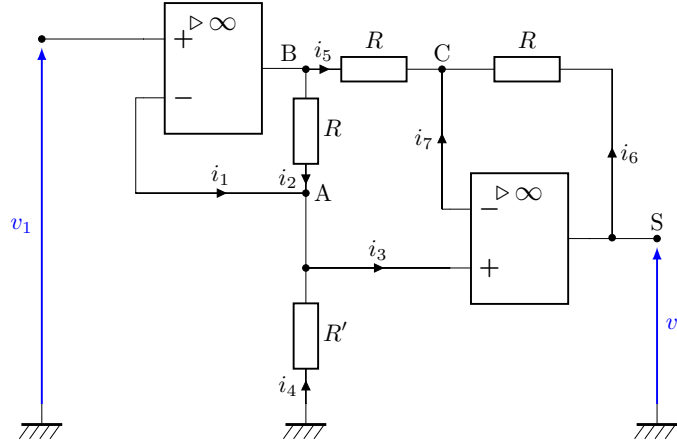 ▷ ∞
+
−
B
i₅
R
C
R
R
i₇
i₆
i₁
i₂
A
▷ ∞
−
+
S
v₁
i₃
R′
v
i₄